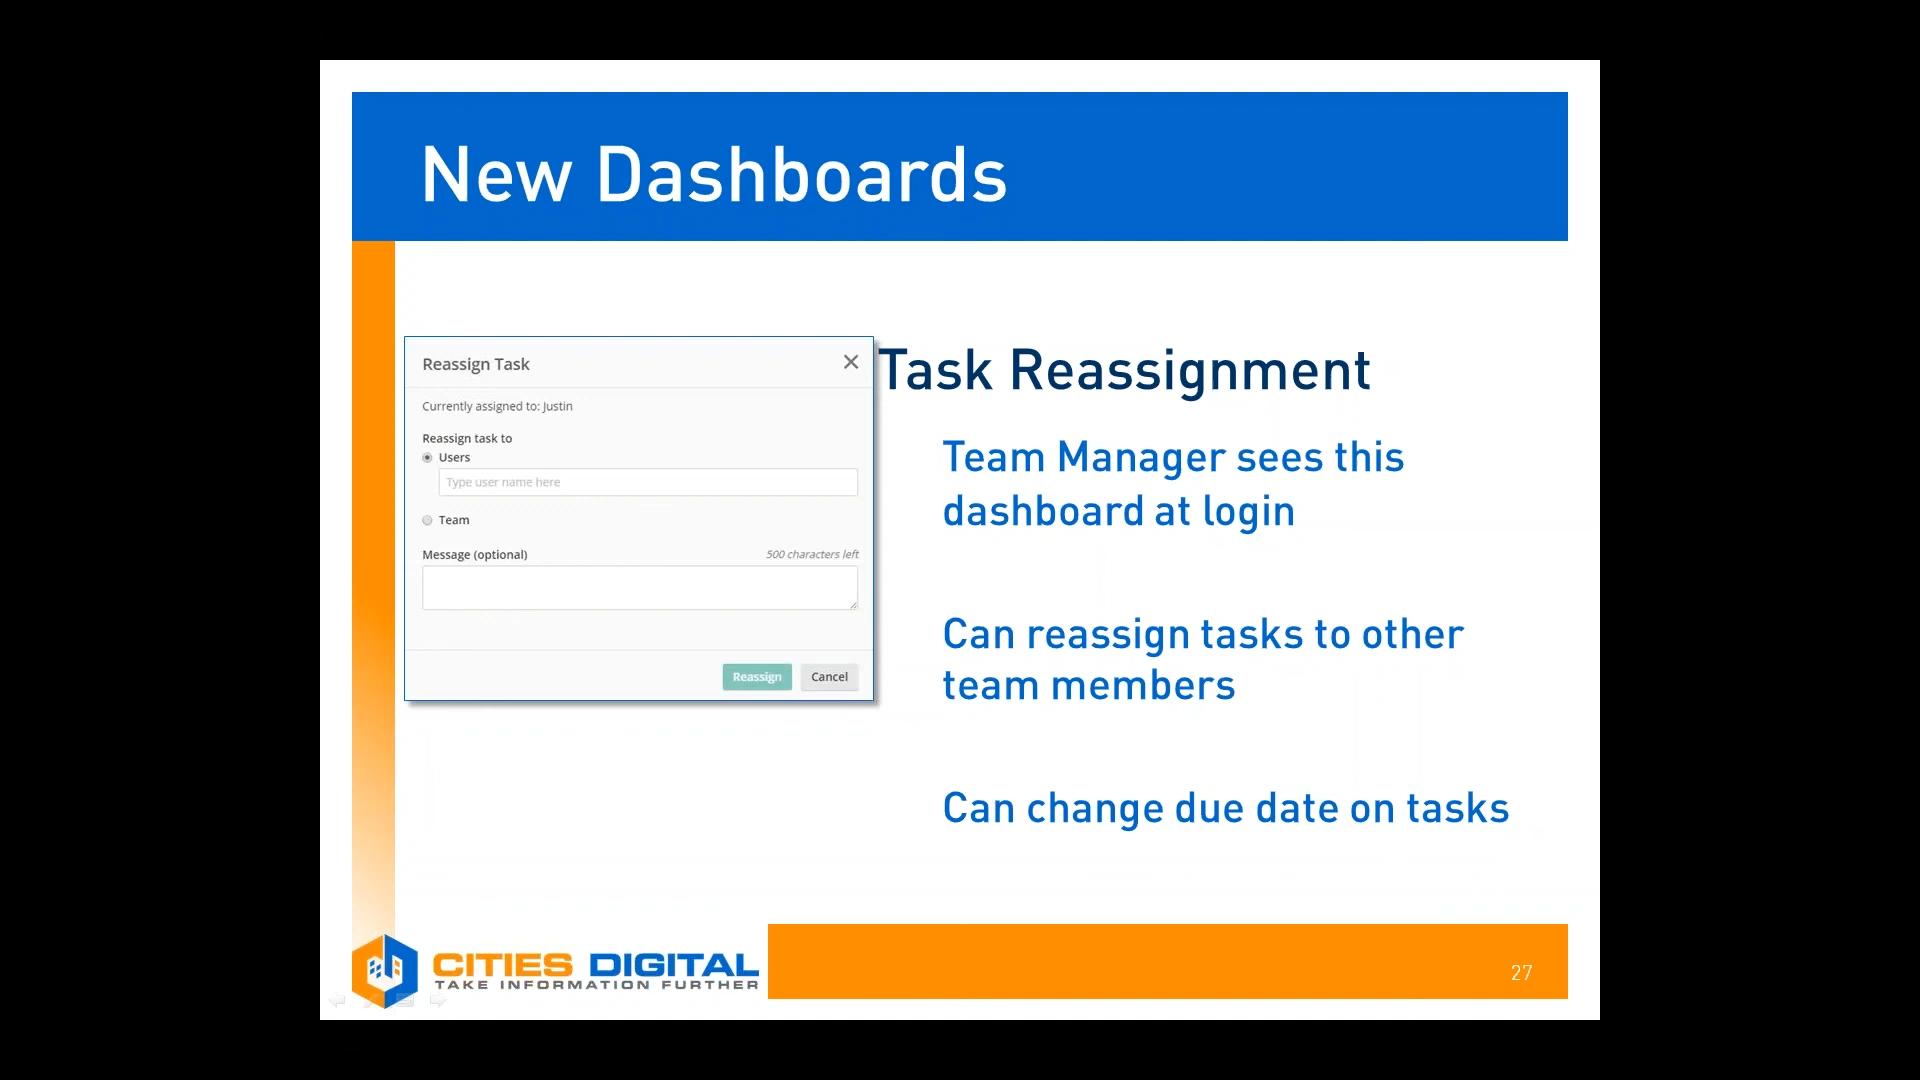 New Dashboards
Reassign Task
Currently assigned to: Justin
Reassign task to
Users
Type user name here
Team
Message (optional) 500 characters left
Reassign Cancel
Task Reassignment
Team Manager sees this
dashboard at login
Can reassign tasks to other
team members
Can change due date on tasks
CITIES DIGITAL
TAKE INFORMATION FURTHER
27